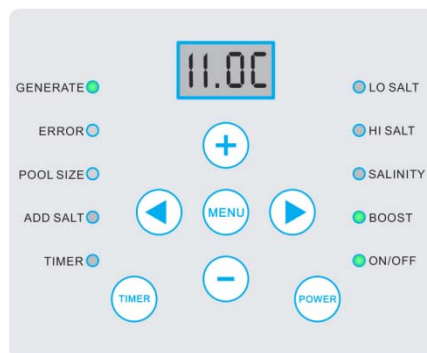 11.0C
GENERATE
LO SALT
ERROR
HI SALT
+
POOL SIZE
SALINITY
MENU
ADD SALT
BOOST
TIMER
ON/OFF
−
TIMER
POWER